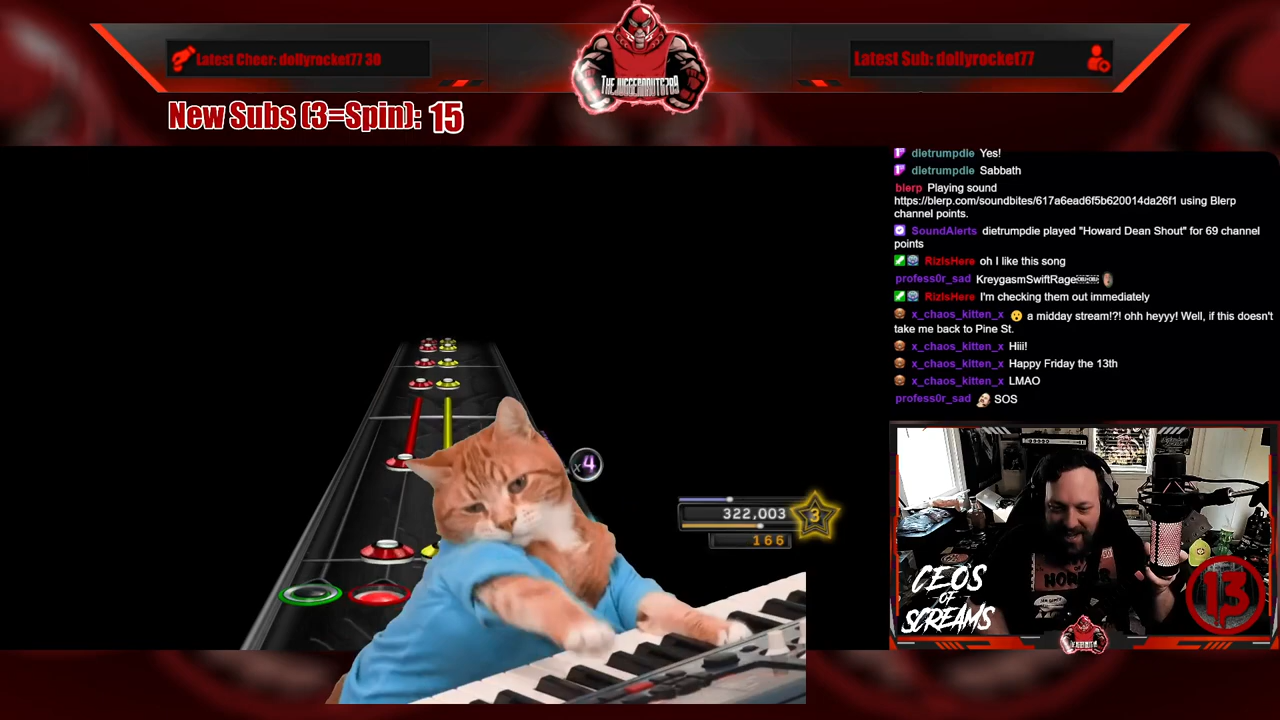 Latest Cheer: dollyrocket77 30
THEJUGGERNAUT6789
Latest Sub: dollyrocket77
New Subs (3=Spin): 15
dietrumpdie Yes!
dietrumpdie Sabbath
blerp Playing sound
https://blerp.com/soundbites/617a6ead6f5b620014da26f1 using Blerp
channel points.
SoundAlerts dietrumpdie played "Howard Dean Shout" for 69 channel
points
RizIsHere oh I like this song
profess0r_sad KreygasmSwiftRage
RizIsHere I'm checking them out immediately
x_chaos_kitten_x a midday stream!?! ohh heyyy! Well, if this doesn't
take me back to Pine St.
x_chaos_kitten_x Hiii!
x_chaos_kitten_x Happy Friday the 13th
x_chaos_kitten_x LMAO
profess0r_sad SOS
x4
322,003
3
166
CEOS
OF
SCREAMS
13